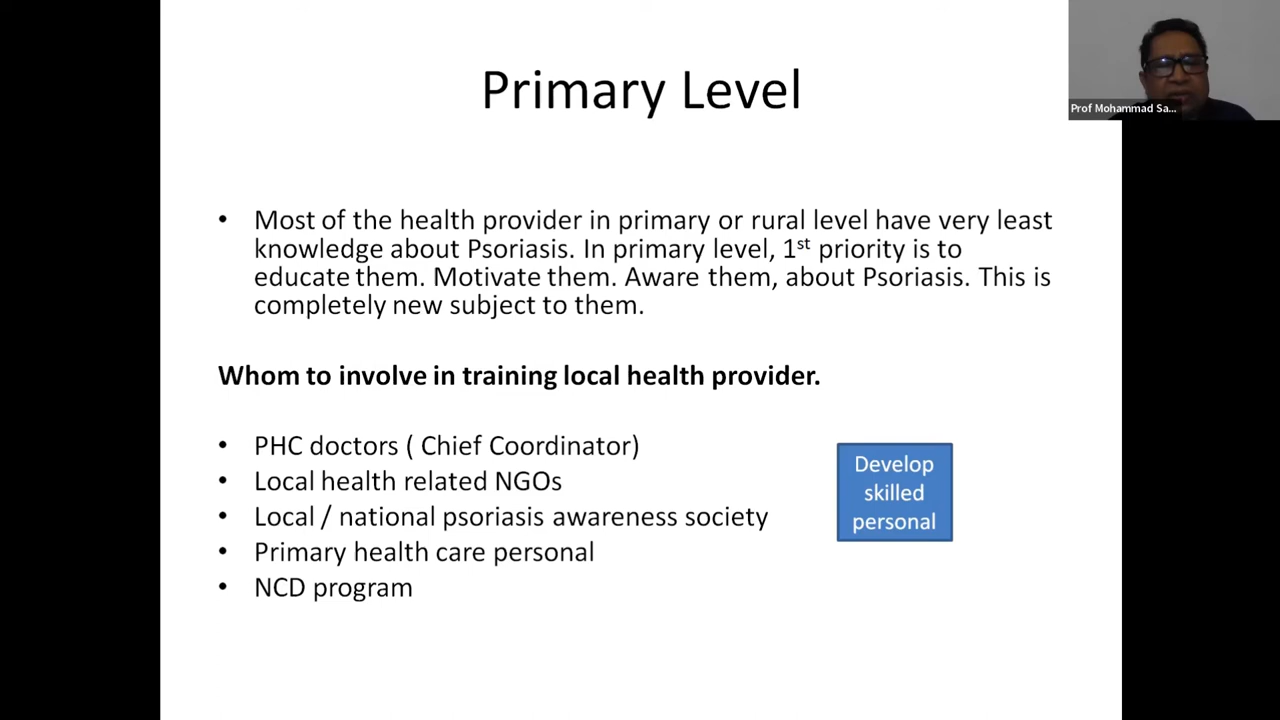 Primary Level
Prof Mohammad Sa...
• Most of the health provider in primary or rural level have very least
knowledge about Psoriasis. In primary level, 1st priority is to
educate them. Motivate them. Aware them, about Psoriasis. This is
completely new subject to them.
Whom to involve in training local health provider.
• PHC doctors ( Chief Coordinator)
• Local health related NGOs
• Local / national psoriasis awareness society
• Primary health care personal
• NCD program
Develop
skilled
personal